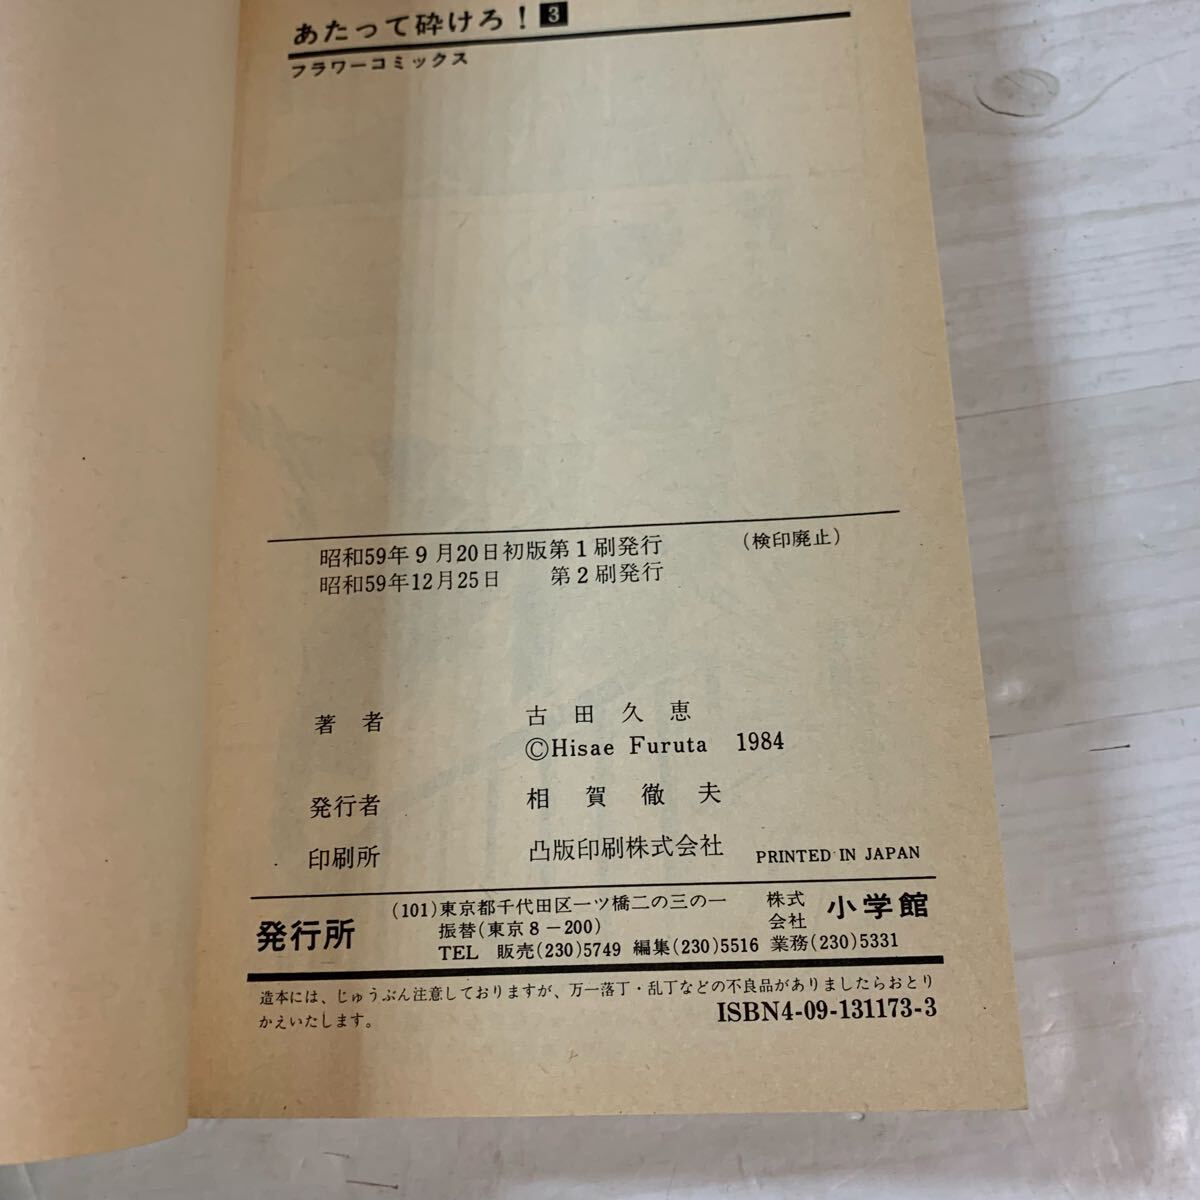 あたって砕けろ！3
フラワーコミックス
昭和59年9月20日初版第1刷発行 （検印廃止）
昭和59年12月25日 第2刷発行
著者 古田久恵
©Hisae Furuta 1984
発行者 相賀徹夫
印刷所 凸版印刷株式会社 PRINTED IN JAPAN
発行所 (101)東京都千代田区一ツ橋二の三の一 株式会社 小学館
振替(東京8－200)
TEL 販売(230)5749 編集(230)5516 業務(230)5331
造本には、じゅうぶん注意しておりますが、万一落丁・乱丁などの不良品がありましたらおとり
かえいたします。
ISBN4-09-131173-3